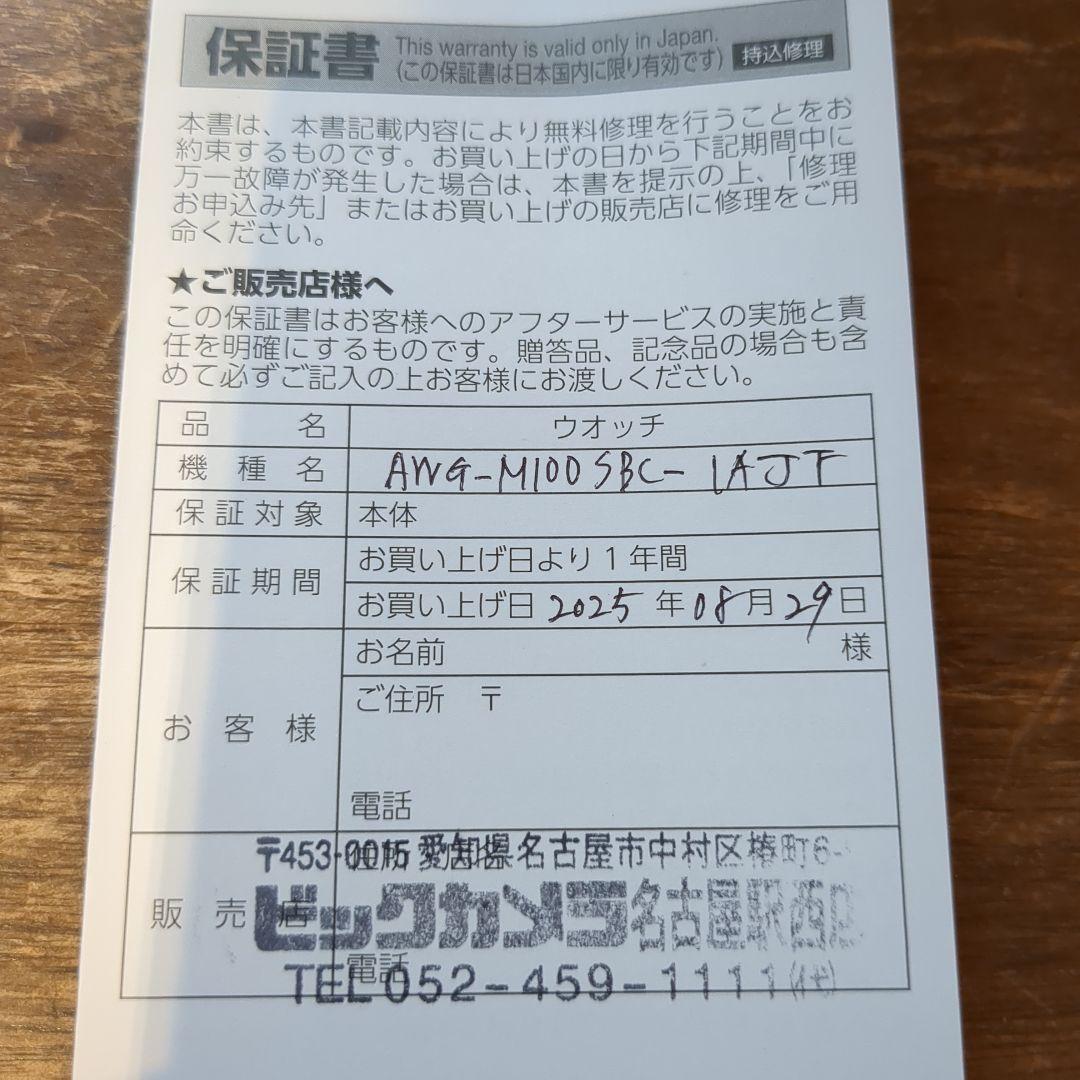 保証書 This warranty is valid only in Japan. (この保証書は日本国内に限り有効です) 持込修理
本書は、本書記載内容により無料修理を行うことをお
約束するものです。お買い上げの日から下記期間中に
万一故障が発生した場合は、本書を提示の上、「修理
お申込み先」またはお買い上げの販売店に修理をご用
命ください。
★ご販売店様へ
この保証書はお客様へのアフターサービスの実施と責
任を明確にするものです。贈答品、記念品の場合も含
めて必ずご記入の上お客様にお渡しください。
品名 ウオッチ
機種名 AWG-M100SBC-1AJF
保証対象 本体
保証期間 お買い上げ日より1年間
お買い上げ日 2025年08月29日
お客様 お名前 様
ご住所 〒
電話
〒453-0015 愛知県名古屋市中村区椿町6-
販売店 ビックカメラ名古屋駅西店
電話
TEL 052-459-1111(代)